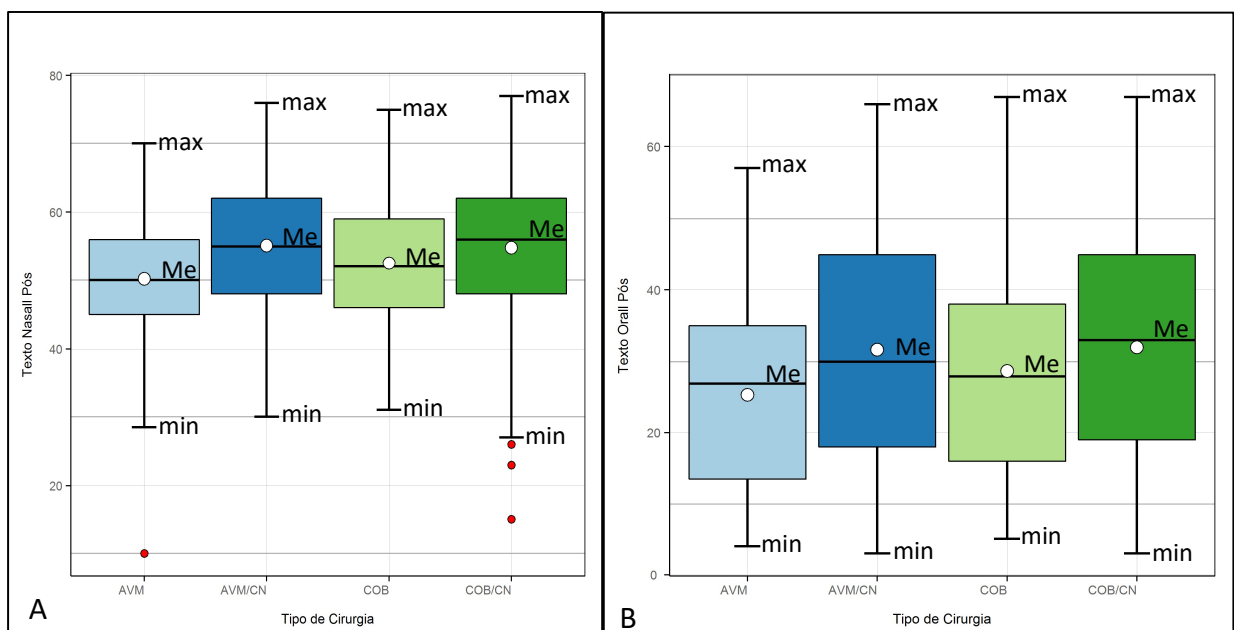 Texto Nasall Pós
80
60
40
20
max
max
max
max
Me
Me
Me
Me
min
min
min
min
AVM
AVM/CN
COB
COB/CN
Tipo de Cirurgia
A
Texto Orall Pós
60
40
20
0
max
max
max
max
Me
Me
Me
Me
min
min
min
min
AVM
AVM/CN
COB
COB/CN
Tipo de Cirurgia
B